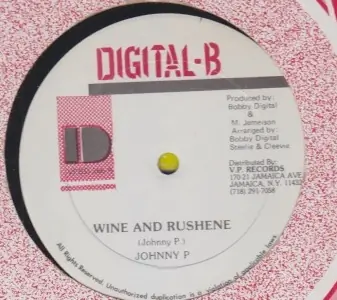 DIGITAL-B
Produced by:
Bobby Digital
&
M. Jameison
Arranged by:
Bobby Digital
Steelie & Cleevie
Distributed By:
V.P. RECORDS
170-21 JAMAICA AVE.
JAMAICA, N.Y. 11432
(718) 291-7058
D
WINE AND RUSHENE
(Johnny P.)
JOHNNY P
All Rights Reserved. Unauthorized duplication is a violation of applicable laws